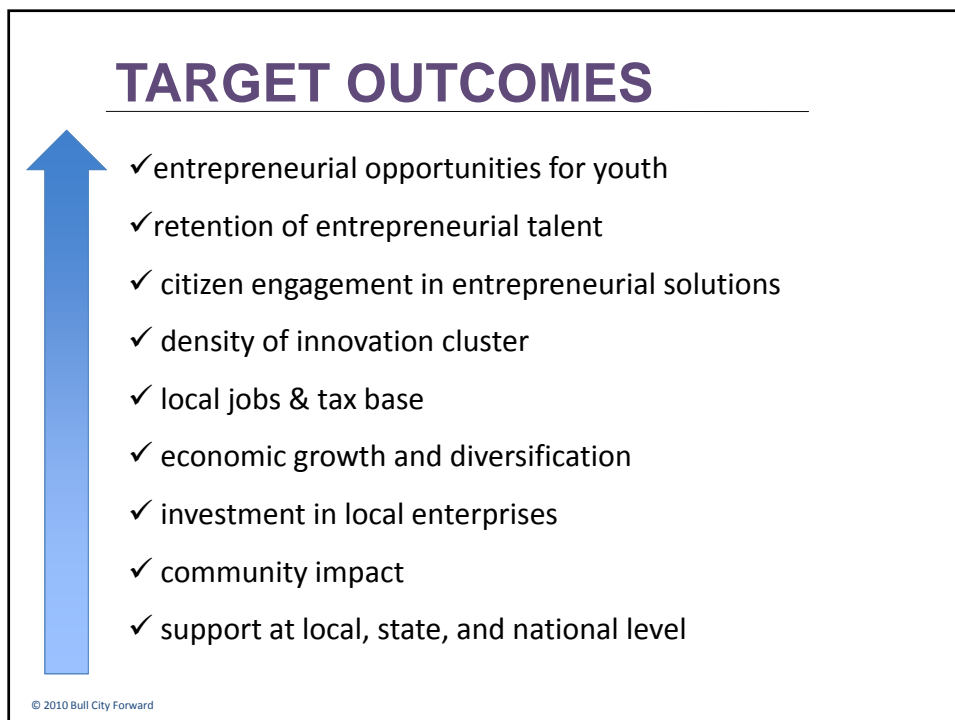 TARGET OUTCOMES
✓entrepreneurial opportunities for youth
✓retention of entrepreneurial talent
✓ citizen engagement in entrepreneurial solutions
✓ density of innovation cluster
✓ local jobs & tax base
✓ economic growth and diversification
✓ investment in local enterprises
✓ community impact
✓ support at local, state, and national level
© 2010 Bull City Forward